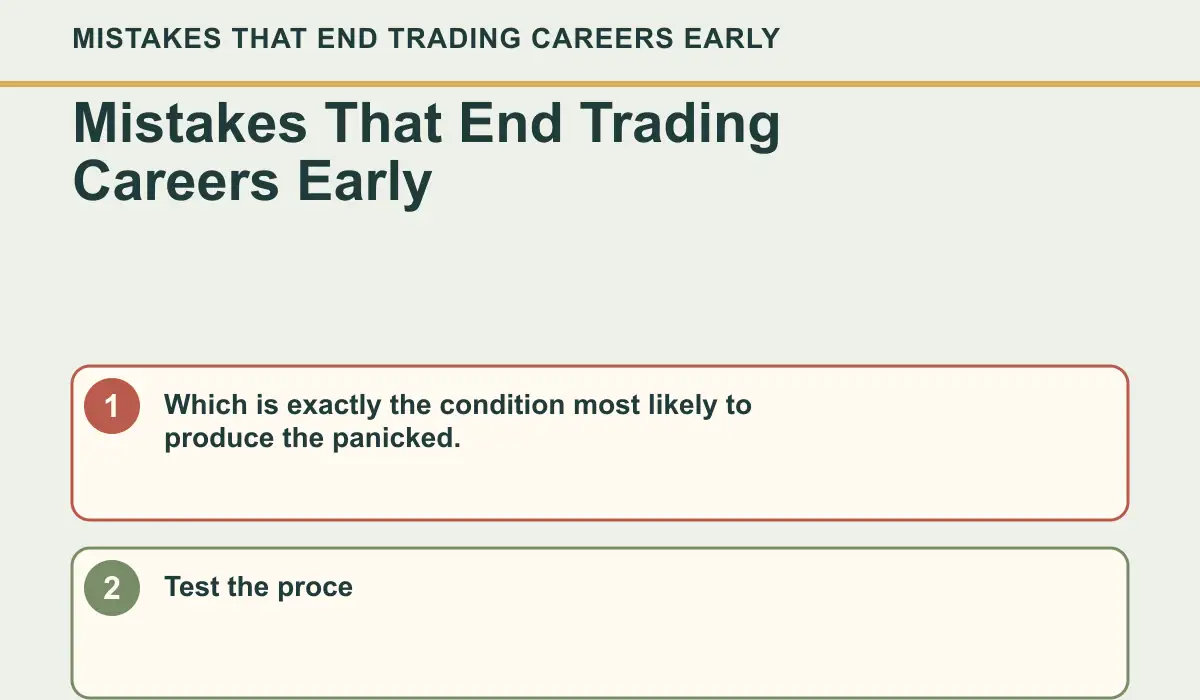 MISTAKES THAT END TRADING CAREERS EARLY
Mistakes That End Trading
Careers Early
1
Which is exactly the condition most likely to
produce the panicked.
2
Test the proce